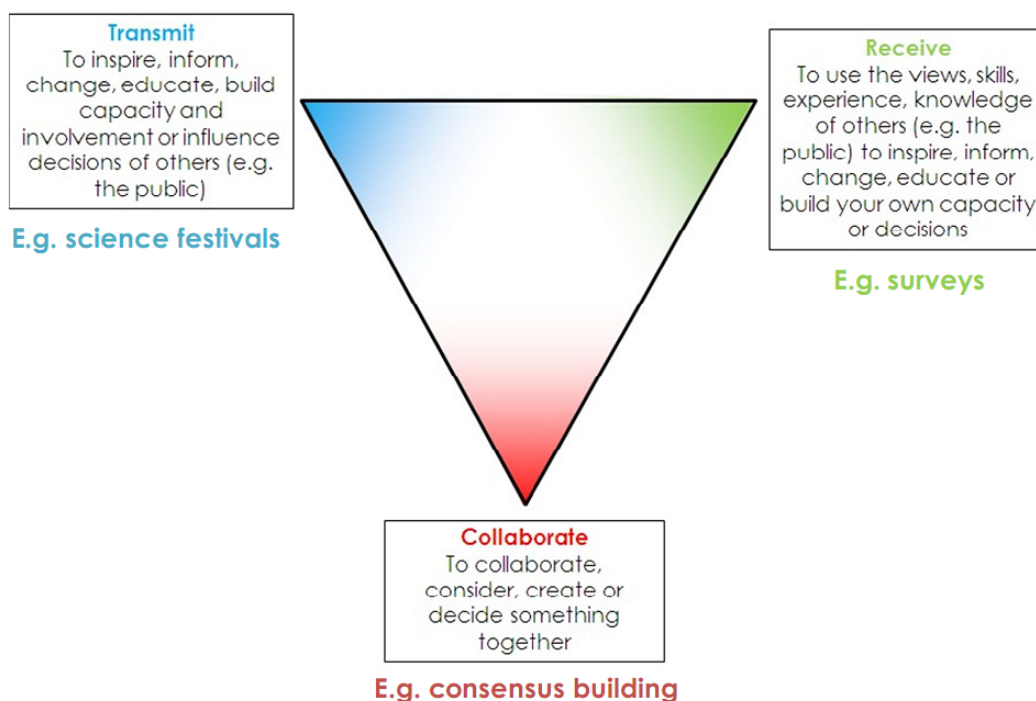 Transmit
To inspire, inform,
change, educate, build
capacity and
involvement or influence
decisions of others (e.g.
the public)
E.g. science festivals
Receive
To use the views, skills,
experience, knowledge
of others (e.g. the
public) to inspire, inform,
change, educate or
build your own capacity
or decisions
E.g. surveys
Collaborate
To collaborate,
consider, create or
decide something
together
E.g. consensus building